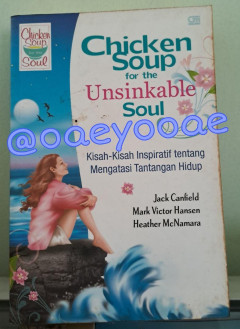 Chicken
Soup
for the
Soul
Chicken
Soup
for the
Unsinkable
Soul
@oaeyooae
Kisah-Kisah Inspiratif tentang
Mengatasi Tantangan Hidup
Jack Canfield
Mark Victor Hansen
Heather McNamara